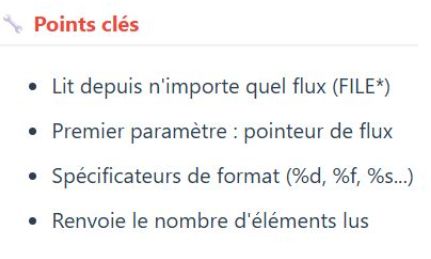 Points clés
Lit depuis n'importe quel flux (FILE*)
Premier paramètre : pointeur de flux
Spécificateurs de format (%d, %f, %s...)
Renvoie le nombre d'éléments lus